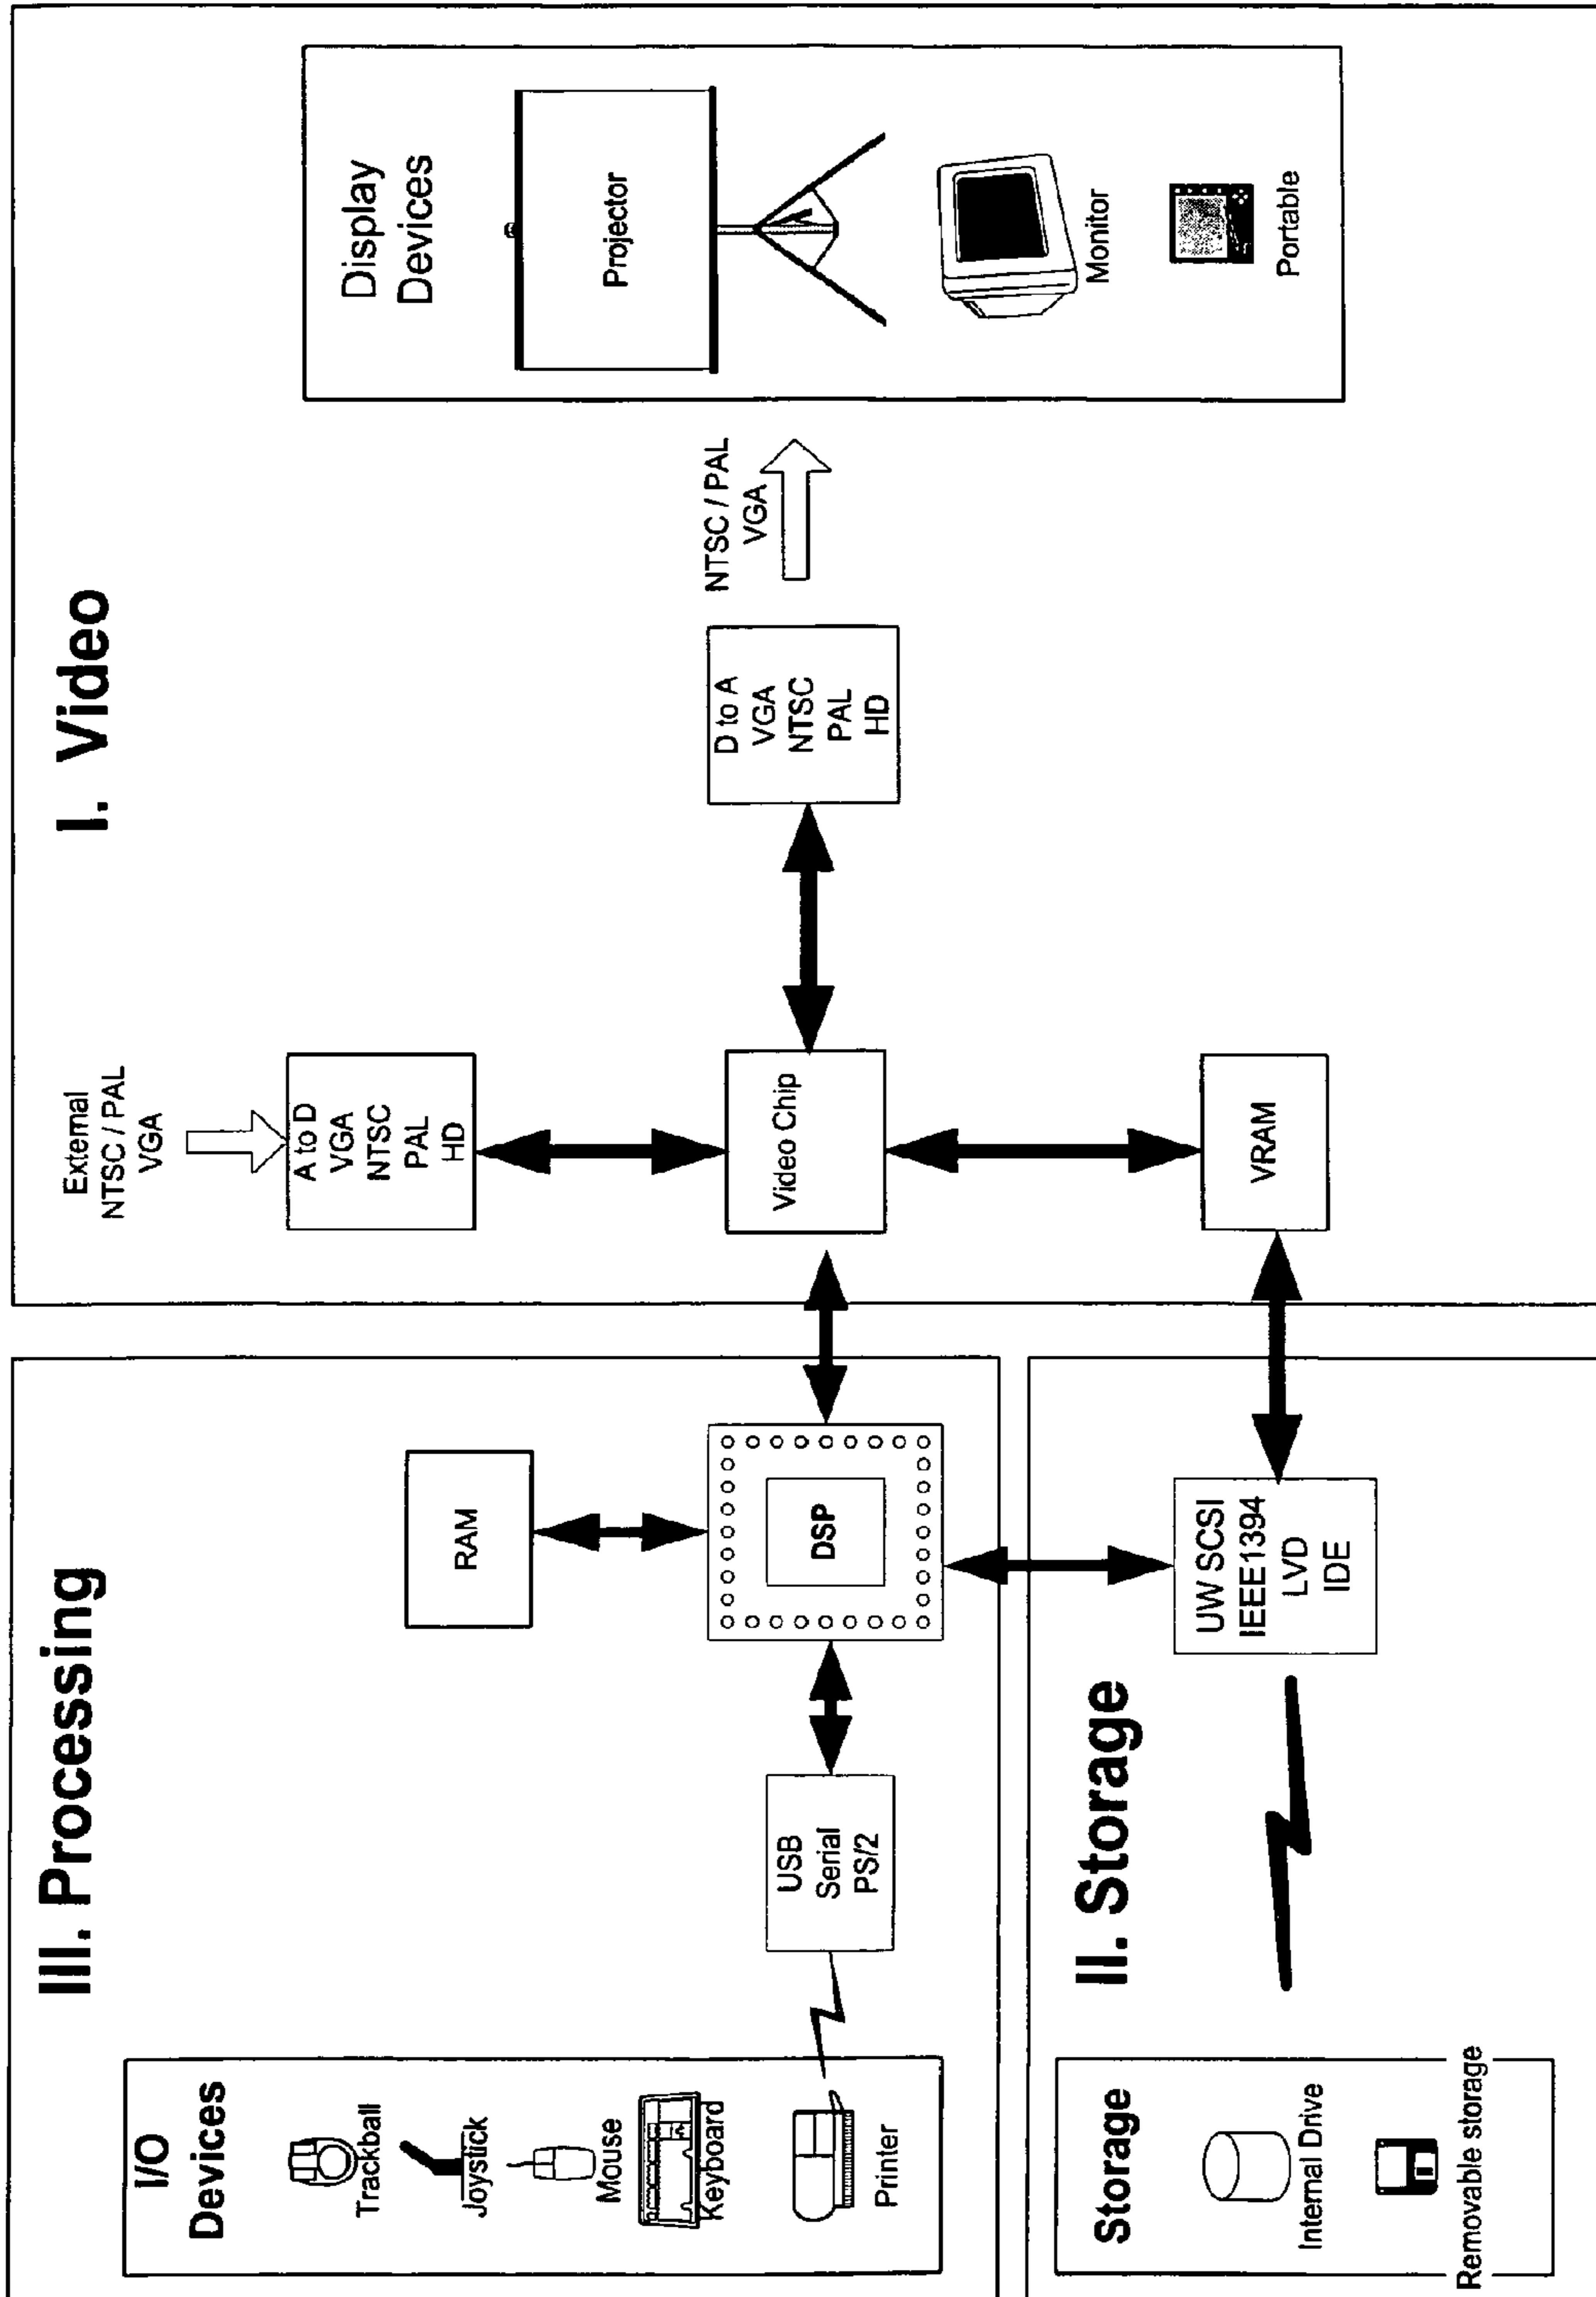 III. Processing
I/O
Devices
Trackball
Joystick
Mouse
Keyboard
Printer
USB
Serial
PS/2
RAM
DSP
II. Storage
Storage
Internal Drive
Removable storage
UW SCSI
IEEE1394
LVD
IDE
I. Video
External
NTSC / PAL
VGA
A to D
VGA
NTSC
PAL
HD
Video Chip
VRAM
D to A
VGA
NTSC
PAL
HD
NTSC / PAL
VGA
Display
Devices
Projector
Monitor
Portable